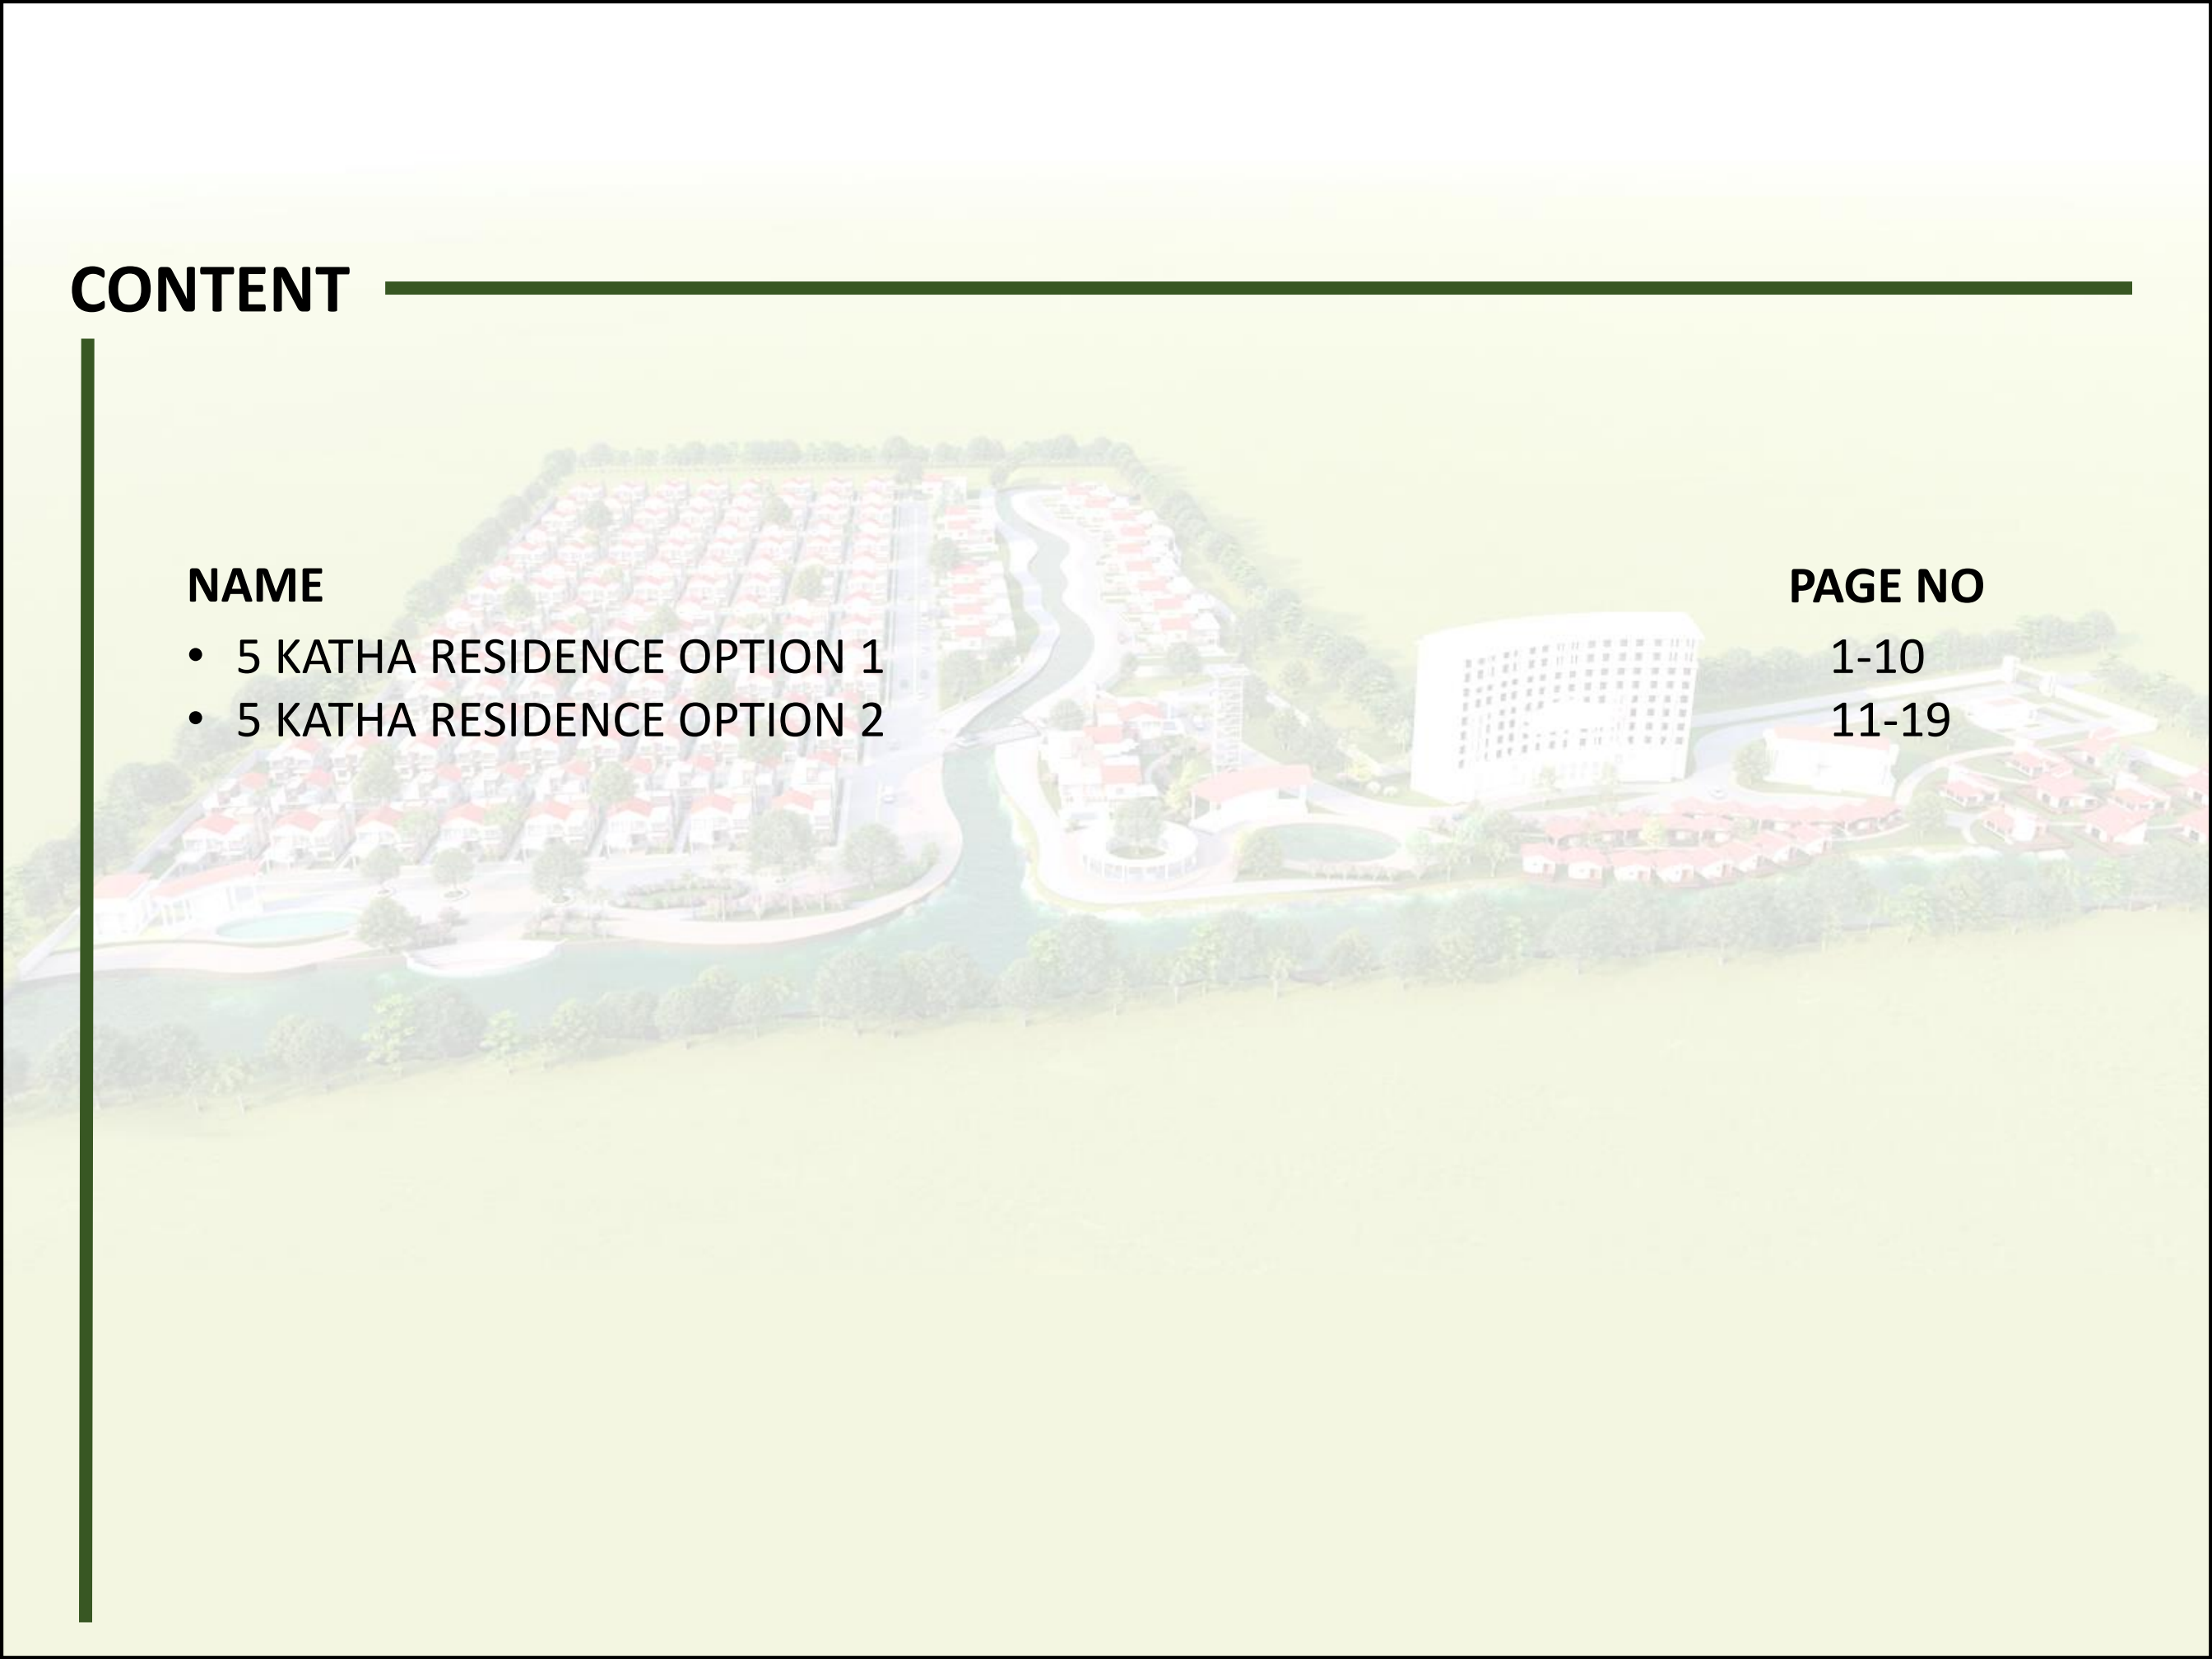 CONTENT
NAME PAGE NO
• 5 KATHA RESIDENCE OPTION 1 1-10
• 5 KATHA RESIDENCE OPTION 2 11-19